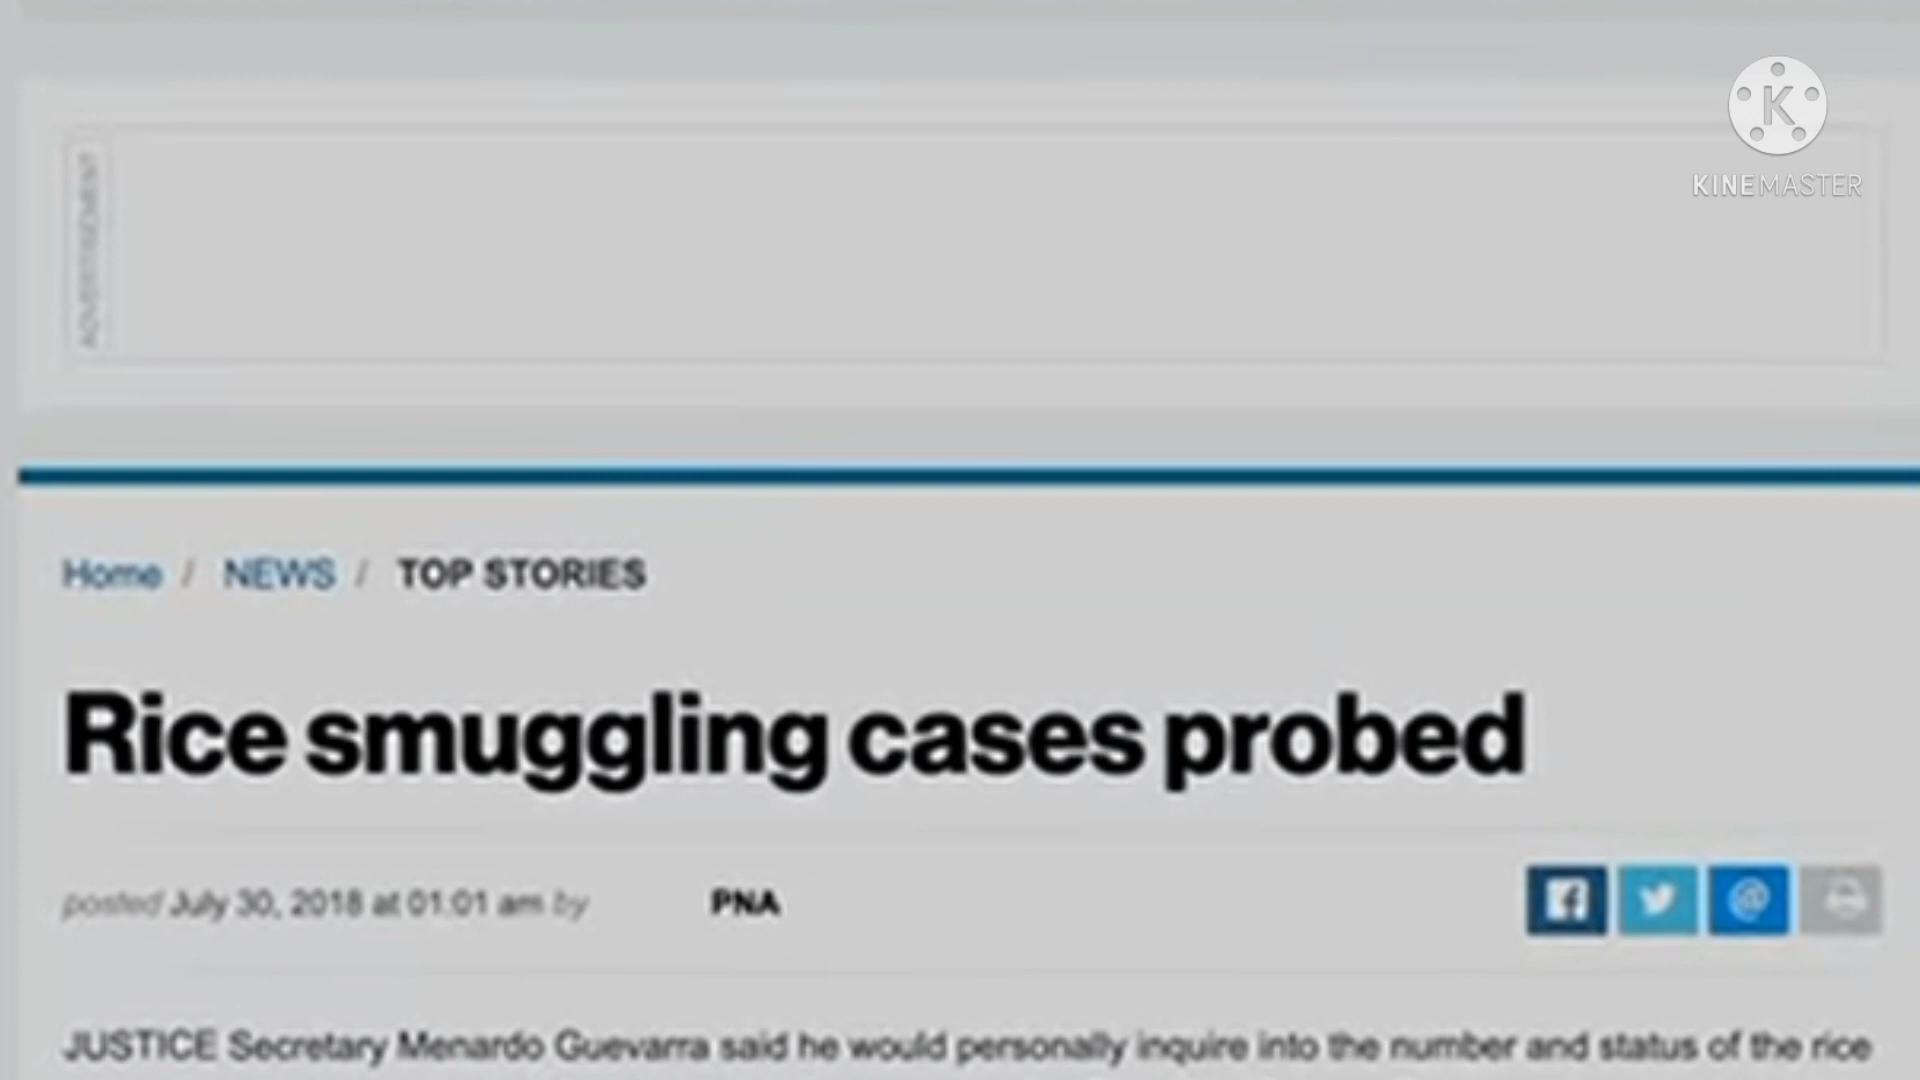 K
KINEMASTER
ADVERTISEMENT
Home / NEWS / TOP STORIES
Rice smuggling cases probed
posted July 30, 2018 at 01:01 am by PNA
JUSTICE Secretary Menardo Guevarra said he would personally inquire into the number and status of the rice